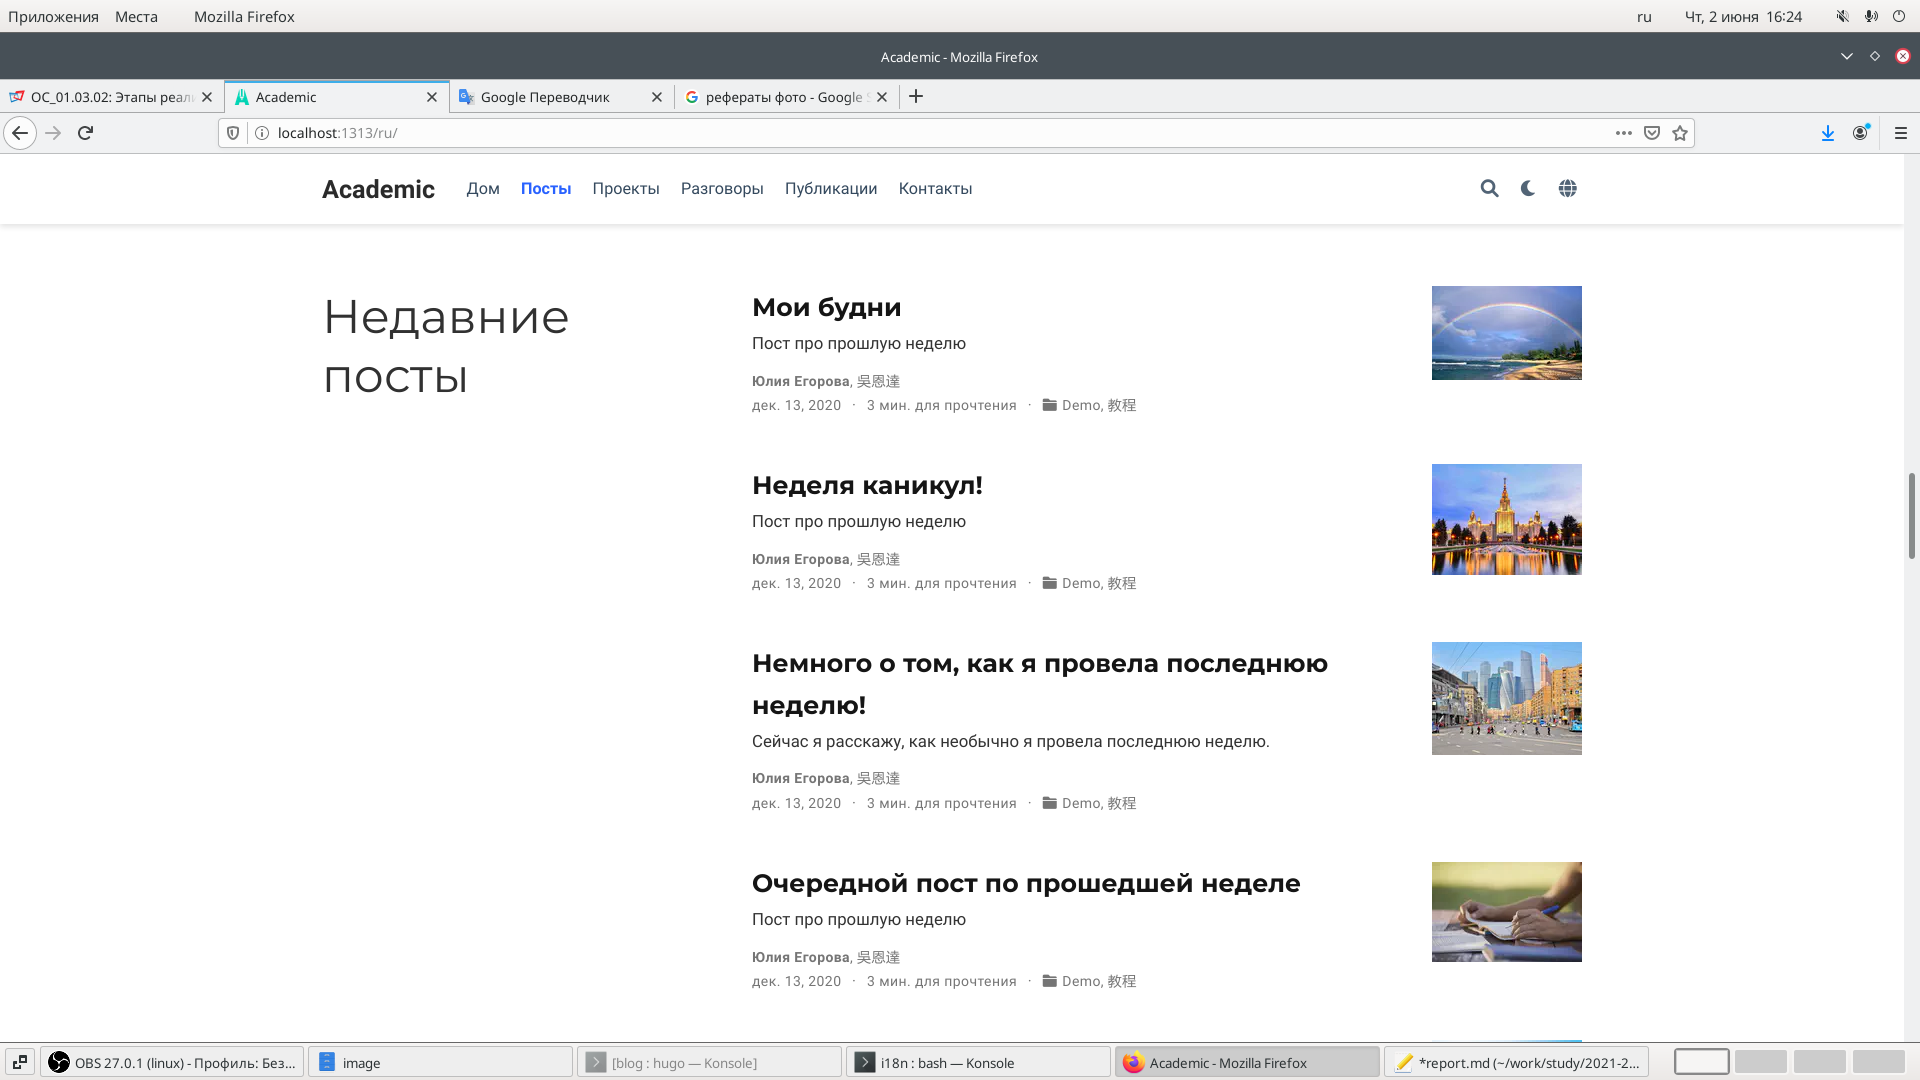 Приложения Места Mozilla Firefox ru Чт, 2 июня 16:24
Academic - Mozilla Firefox
ОС_01.03.02: Этапы реал Academic Google Переводчик рефераты фото - Google S
localhost:1313/ru/
Academic Дом Посты Проекты Разговоры Публикации Контакты
Недавние
посты
Мои будни
Пост про прошлую неделю
Юлия Егорова, 吳恩達
дек. 13, 2020 · 3 мин. для прочтения · Demo, 教程
Неделя каникул!
Пост про прошлую неделю
Юлия Егорова, 吳恩達
дек. 13, 2020 · 3 мин. для прочтения · Demo, 教程
Немного о том, как я провела последнюю
неделю!
Сейчас я расскажу, как необычно я провела последнюю неделю.
Юлия Егорова, 吳恩達
дек. 13, 2020 · 3 мин. для прочтения · Demo, 教程
Очередной пост по прошедшей неделе
Пост про прошлую неделю
Юлия Егорова, 吳恩達
дек. 13, 2020 · 3 мин. для прочтения · Demo, 教程
OBS 27.0.1 (linux) - Профиль: Без... image [blog : hugo — Konsole] i18n : bash — Konsole Academic - Mozilla Firefox *report.md (~/work/study/2021-2...